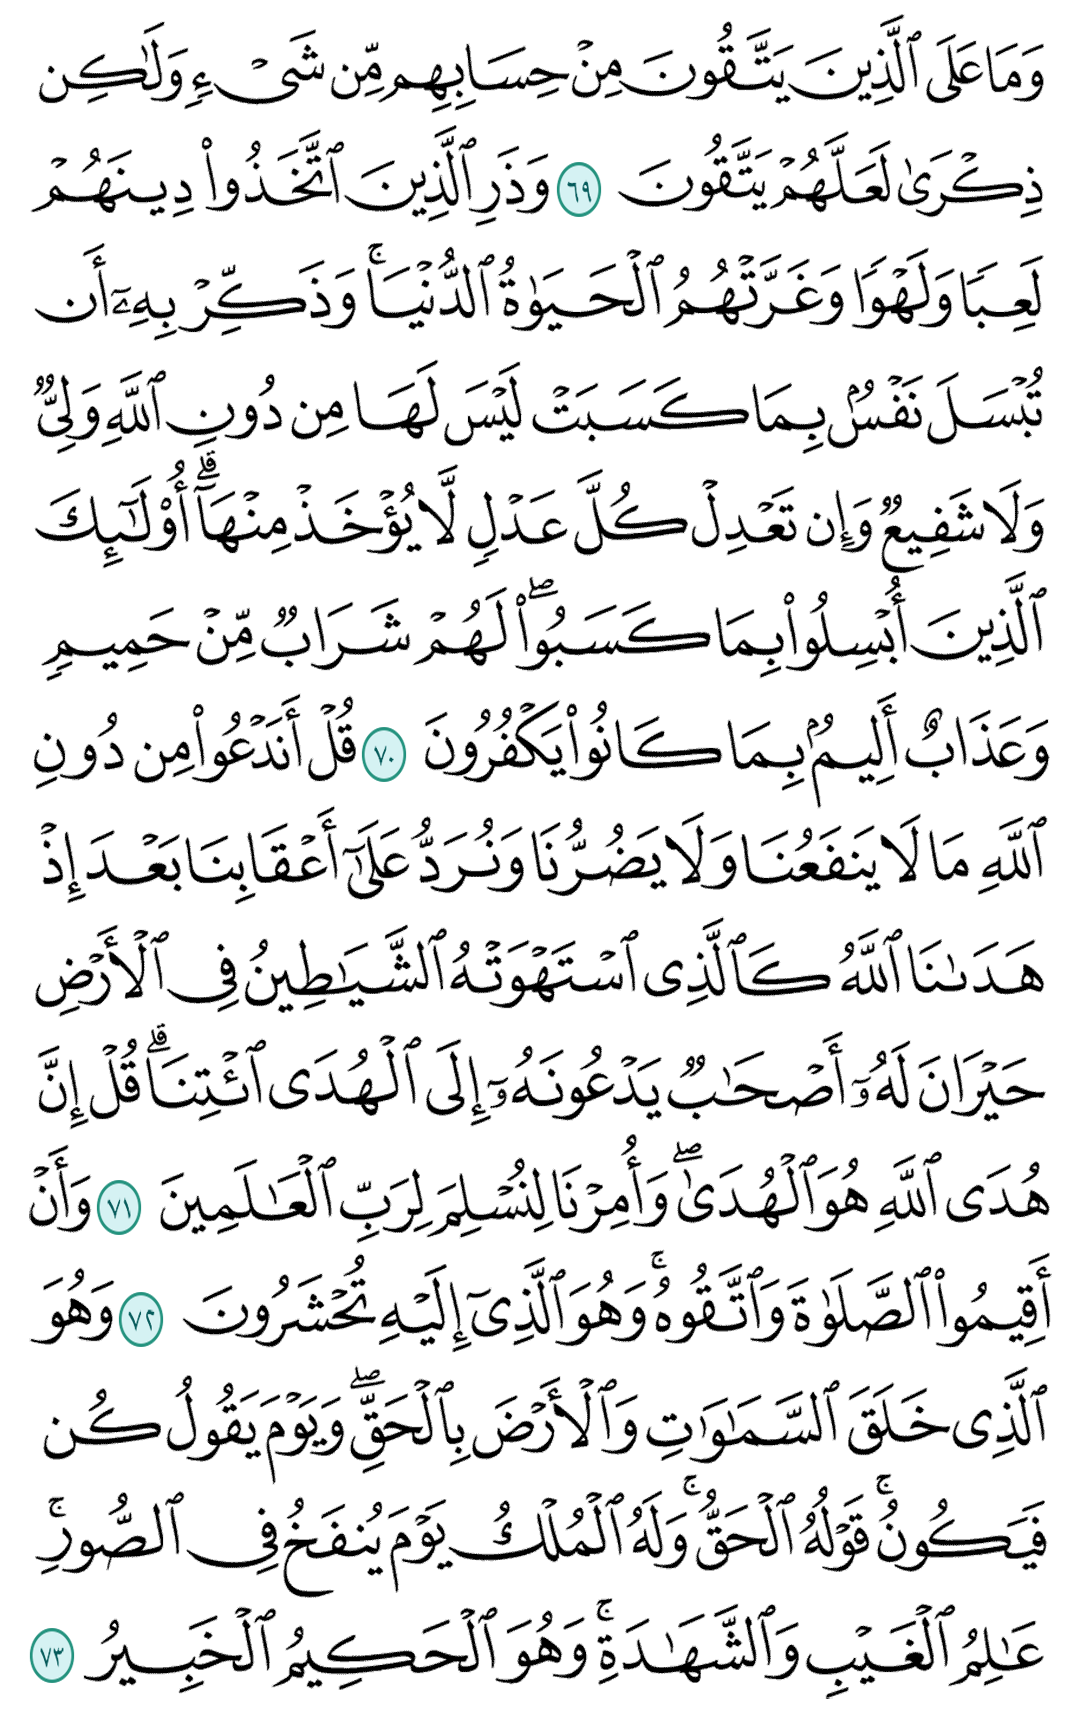 وَمَا عَلَى ٱلَّذِينَ يَتَّقُونَ مِنۡ حِسَابِهِم مِّن شَيۡءٖ وَلَٰكِن
ذِكۡرَىٰ لَعَلَّهُمۡ يَتَّقُونَ ٦٩ وَذَرِ ٱلَّذِينَ ٱتَّخَذُواْ دِينَهُمۡ
لَعِبٗا وَلَهۡوٗا وَغَرَّتۡهُمُ ٱلۡحَيَوٰةُ ٱلدُّنۡيَاۚ وَذَكِّرۡ بِهِۦٓ أَن
تُبۡسَلَ نَفۡسُۢ بِمَا كَسَبَتۡ لَيۡسَ لَهَا مِن دُونِ ٱللَّهِ وَلِيّٞ
وَلَا شَفِيعٞ وَإِن تَعۡدِلۡ كُلَّ عَدۡلٖ لَّا يُؤۡخَذۡ مِنۡهَآۗ أُوْلَٰٓئِكَ
ٱلَّذِينَ أُبۡسِلُواْ بِمَا كَسَبُواْۖ لَهُمۡ شَرَابٞ مِّنۡ حَمِيمٖ
وَعَذَابٌ أَلِيمُۢ بِمَا كَانُواْ يَكۡفُرُونَ ٧٠ قُلۡ أَنَدۡعُواْ مِن دُونِ
ٱللَّهِ مَا لَا يَنفَعُنَا وَلَا يَضُرُّنَا وَنُرَدُّ عَلَىٰٓ أَعۡقَابِنَا بَعۡدَ إِذۡ
هَدَىٰنَا ٱللَّهُ كَٱلَّذِي ٱسۡتَهۡوَتۡهُ ٱلشَّيَٰطِينُ فِي ٱلۡأَرۡضِ
حَيۡرَانَ لَهُۥٓ أَصۡحَٰبٞ يَدۡعُونَهُۥٓ إِلَى ٱلۡهُدَى ٱئۡتِنَاۗ قُلۡ إِنَّ
هُدَى ٱللَّهِ هُوَ ٱلۡهُدَىٰۖ وَأُمِرۡنَا لِنُسۡلِمَ لِرَبِّ ٱلۡعَٰلَمِينَ ٧١ وَأَنۡ
أَقِيمُواْ ٱلصَّلَوٰةَ وَٱتَّقُوهُۚ وَهُوَ ٱلَّذِيٓ إِلَيۡهِ تُحۡشَرُونَ ٧٢ وَهُوَ
ٱلَّذِي خَلَقَ ٱلسَّمَٰوَٰتِ وَٱلۡأَرۡضَ بِٱلۡحَقِّۖ وَيَوۡمَ يَقُولُ كُن
فَيَكُونُۚ قَوۡلُهُ ٱلۡحَقُّۚ وَلَهُ ٱلۡمُلۡكُ يَوۡمَ يُنفَخُ فِي ٱلصُّورِۚ
عَٰلِمُ ٱلۡغَيۡبِ وَٱلشَّهَٰدَةِۚ وَهُوَ ٱلۡحَكِيمُ ٱلۡخَبِيرُ ٧٣